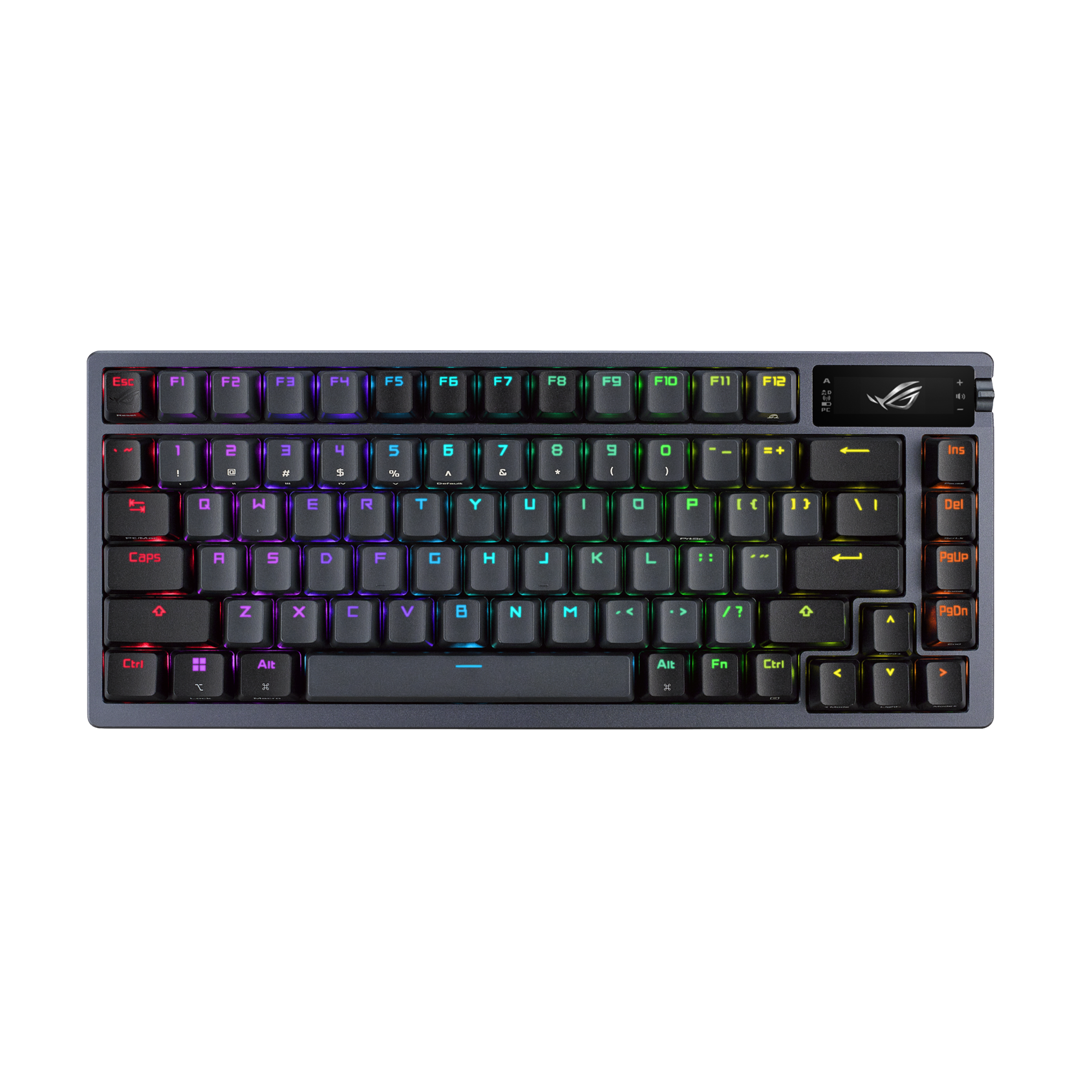 Esc F1 F2 F3 F4 F5 F6 F7 F8 F9 F10 F11 F12 A PC + −
` ~ 1 ! 2 @ 3 # 4 $ 5 % 6 ^ 7 & 8 * 9 ( 0 ) - _ = + Ins
Q W E R T Y U I O P [ { ] } \ | Del
Caps A S D F G H J K L ; : ' " PgUp
Z X C V B N M , < . > / ? PgDn
Ctrl Alt Alt Fn Ctrl